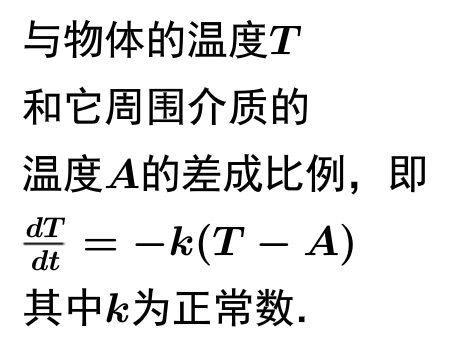 与物体的温度T
和它周围介质的
温度A的差成比例，即
\frac{dT}{dt} = -k(T - A)
其中k为正常数.